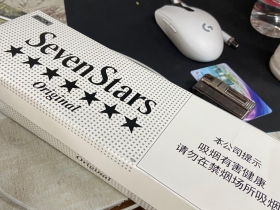 Seven Stars
★★★★★★★
Original
本公司提示
吸烟有害健康
请勿在禁烟场所吸烟
Original